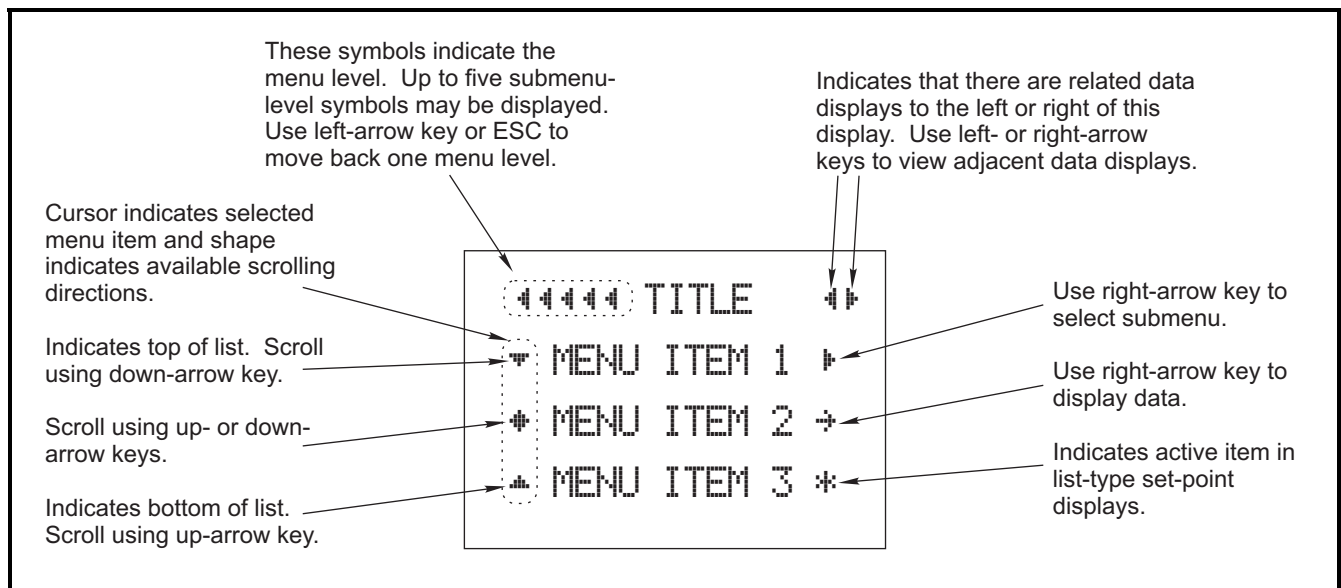 These symbols indicate the
menu level. Up to five submenu-
level symbols may be displayed.
Use left-arrow key or ESC to
move back one menu level.
Indicates that there are related data
displays to the left or right of this
display. Use left- or right-arrow
keys to view adjacent data displays.
Cursor indicates selected
menu item and shape
indicates available scrolling
directions.
Indicates top of list. Scroll
using down-arrow key.
Scroll using up- or down-
arrow keys.
Indicates bottom of list.
Scroll using up-arrow key.
TITLE
MENU ITEM 1
MENU ITEM 2
MENU ITEM 3
Use right-arrow key to
select submenu.
Use right-arrow key to
display data.
Indicates active item in
list-type set-point
displays.